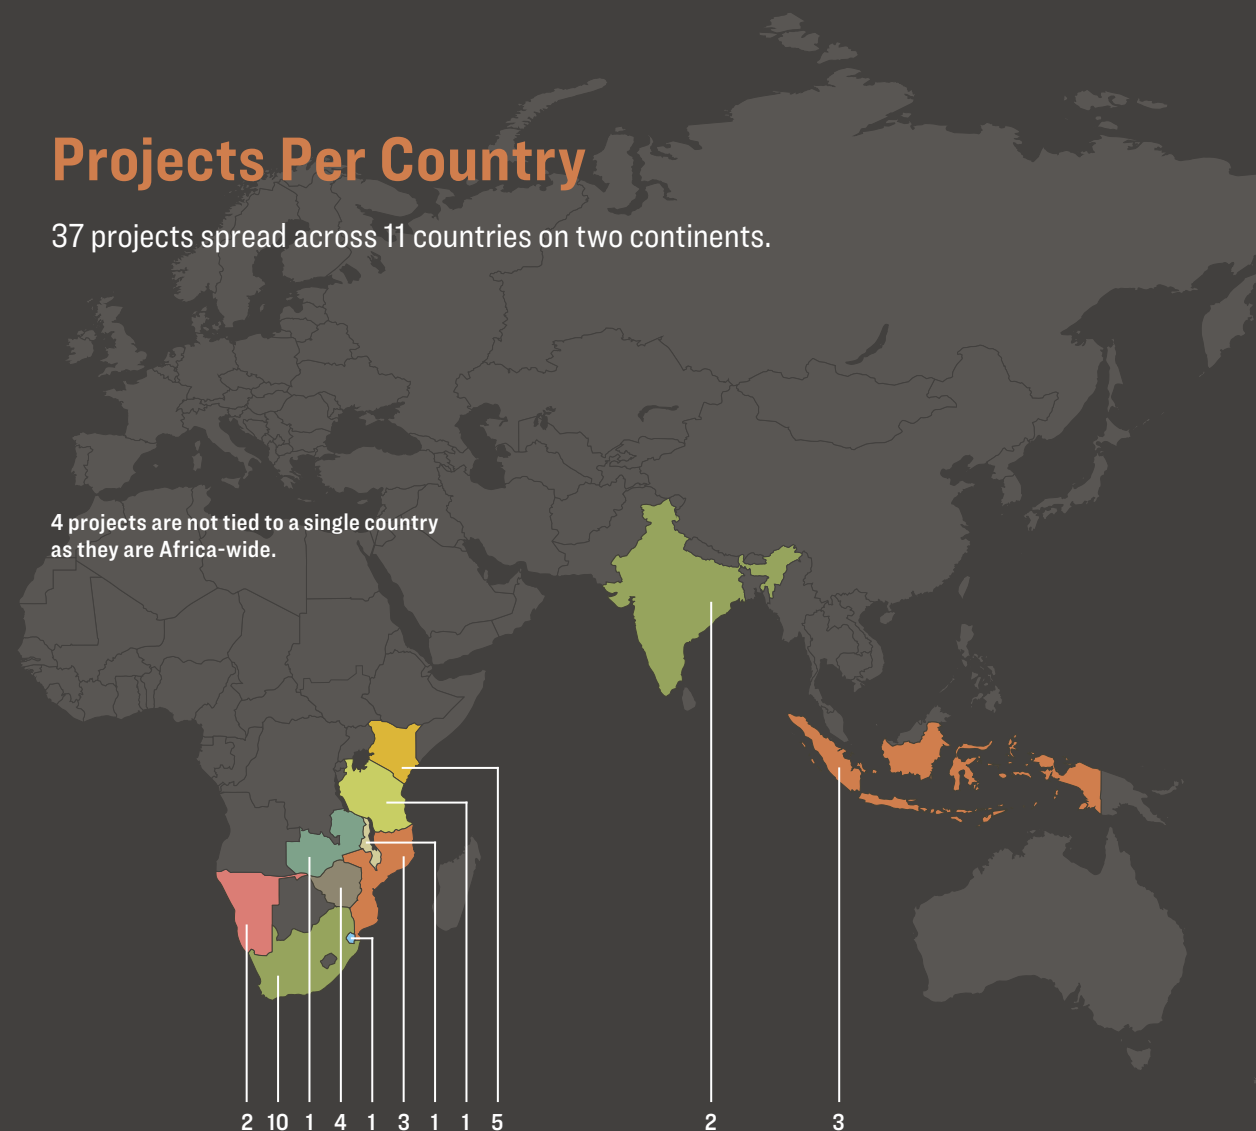 Projects Per Country
37 projects spread across 11 countries on two continents.
4 projects are not tied to a single country
as they are Africa-wide.
2 10 1 4 1 3 1 1 5 2 3